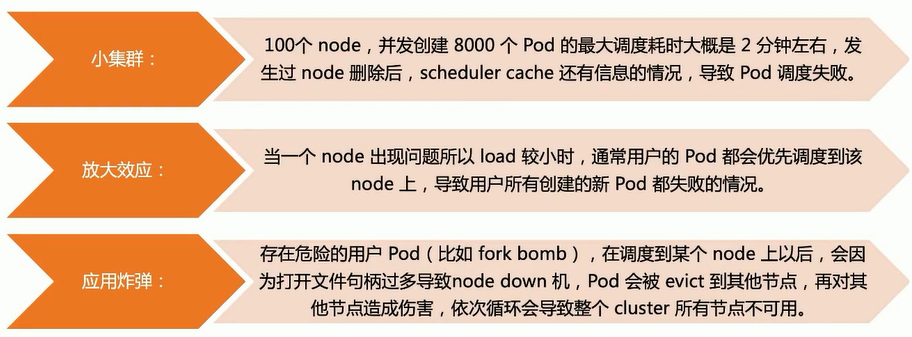 小集群：
100个 node，并发创建 8000 个 Pod 的最大调度耗时大概是 2 分钟左右，发
生过 node 删除后，scheduler cache 还有信息的情况，导致 Pod 调度失败。
放大效应：
当一个 node 出现问题所以 load 较小时，通常用户的 Pod 都会优先调度到该
node 上，导致用户所有创建的新 Pod 都失败的情况。
应用炸弹：
存在危险的用户 Pod（比如 fork bomb），在调度到某个 node 上以后，会因
为打开文件句柄过多导致node down 机，Pod 会被 evict 到其他节点，再对其
他节点造成伤害，依次循环会导致整个 cluster 所有节点不可用。